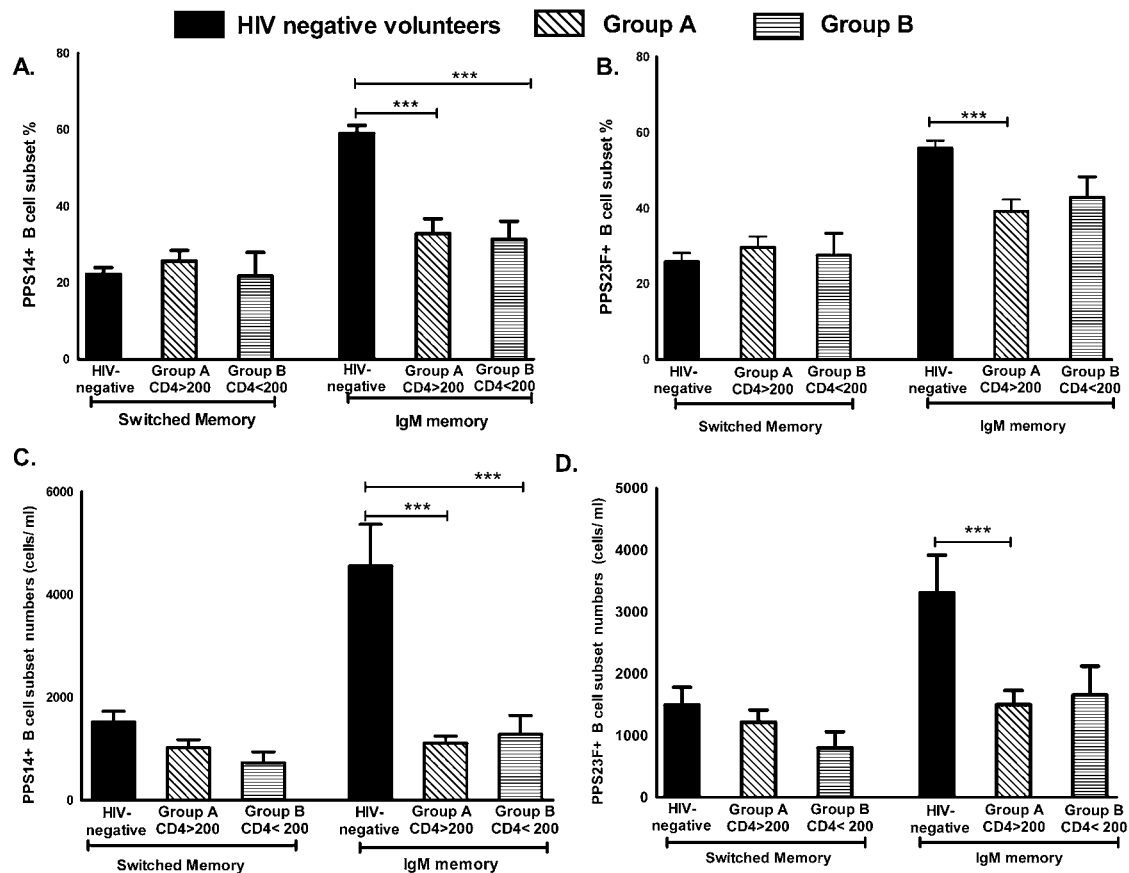 HIV negative volunteers Group A Group B
A.
PPS14+ B cell subset %
80
60
40
20
0
***
***
HIV-
negative
Group A
CD4>200
Group B
CD4<200
HIV-
negative
Group A
CD4>200
Group B
CD4<200
Switched Memory
IgM memory
B.
PPS23F+ B cell subset %
80
60
40
20
0
***
HIV-
negative
Group A
CD4>200
Group B
CD4<200
HIV-
negative
Group A
CD4>200
Group B
CD4<200
Switched Memory
IgM memory
C.
PPS14+ B cell subset numbers (cells/ ml)
6000
4000
2000
0
***
***
HIV-
negative
Group A
CD4>200
Group B
CD4< 200
HIV-
negative
Group A
CD4>200
Group B
CD4< 200
Switched Memory
IgM memory
D.
PPS23F+ B cell subset numbers (cells/ ml)
5000
4000
3000
2000
1000
0
***
HIV-
negative
Group A
CD4>200
Group B
CD4< 200
HIV-
negative
Group A
CD4>200
Group B
CD4< 200
Switched Memory
IgM memory